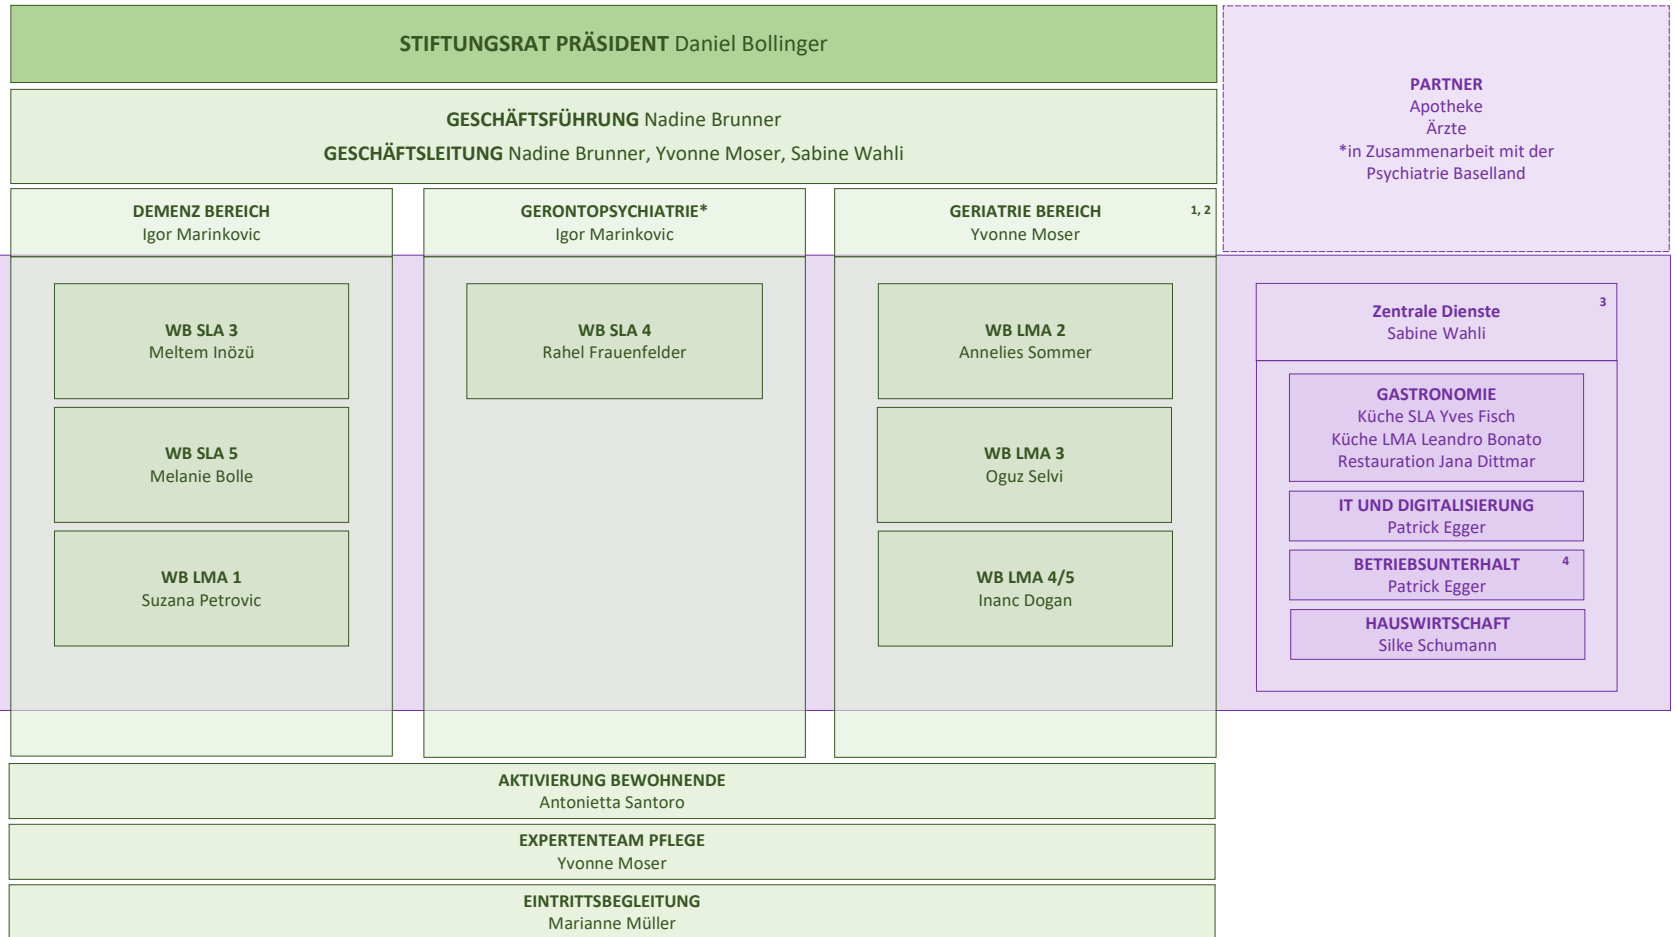 STIFTUNGSRAT PRÄSIDENT Daniel Bollinger
GESCHÄFTSFÜHRUNG Nadine Brunner
GESCHÄFTSLEITUNG Nadine Brunner, Yvonne Moser, Sabine Wahli
PARTNER
Apotheke
Ärzte
*in Zusammenarbeit mit der
Psychiatrie Baselland
DEMENZ BEREICH
Igor Marinkovic
GERONTOPSYCHIATRIE*
Igor Marinkovic
GERIATRIE BEREICH 1, 2
Yvonne Moser
WB SLA 3
Meltem Inözü
WB SLA 5
Melanie Bolle
WB LMA 1
Suzana Petrovic
WB SLA 4
Rahel Frauenfelder
WB LMA 2
Annelies Sommer
WB LMA 3
Oguz Selvi
WB LMA 4/5
Inanc Dogan
Zentrale Dienste 3
Sabine Wahli
GASTRONOMIE
Küche SLA Yves Fisch
Küche LMA Leandro Bonato
Restauration Jana Dittmar
IT UND DIGITALISIERUNG
Patrick Egger
BETRIEBSUNTERHALT 4
Patrick Egger
HAUSWIRTSCHAFT
Silke Schumann
AKTIVIERUNG BEWOHNENDE
Antonietta Santoro
EXPERTENTEAM PFLEGE
Yvonne Moser
EINTRITTSBEGLEITUNG
Marianne Müller